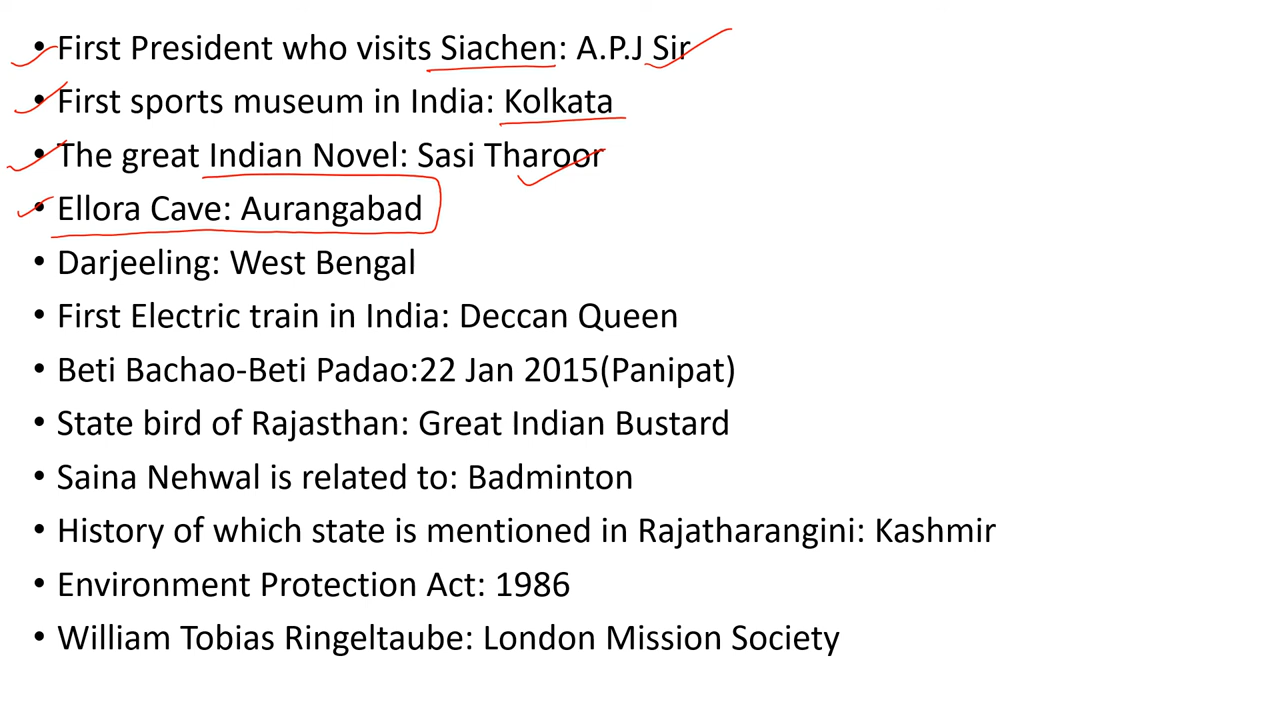 • First President who visits Siachen: A.P.J Sir
• First sports museum in India: Kolkata
• The great Indian Novel: Sasi Tharoor
• Ellora Cave: Aurangabad
• Darjeeling: West Bengal
• First Electric train in India: Deccan Queen
• Beti Bachao-Beti Padao:22 Jan 2015(Panipat)
• State bird of Rajasthan: Great Indian Bustard
• Saina Nehwal is related to: Badminton
• History of which state is mentioned in Rajatharangini: Kashmir
• Environment Protection Act: 1986
• William Tobias Ringeltaube: London Mission Society